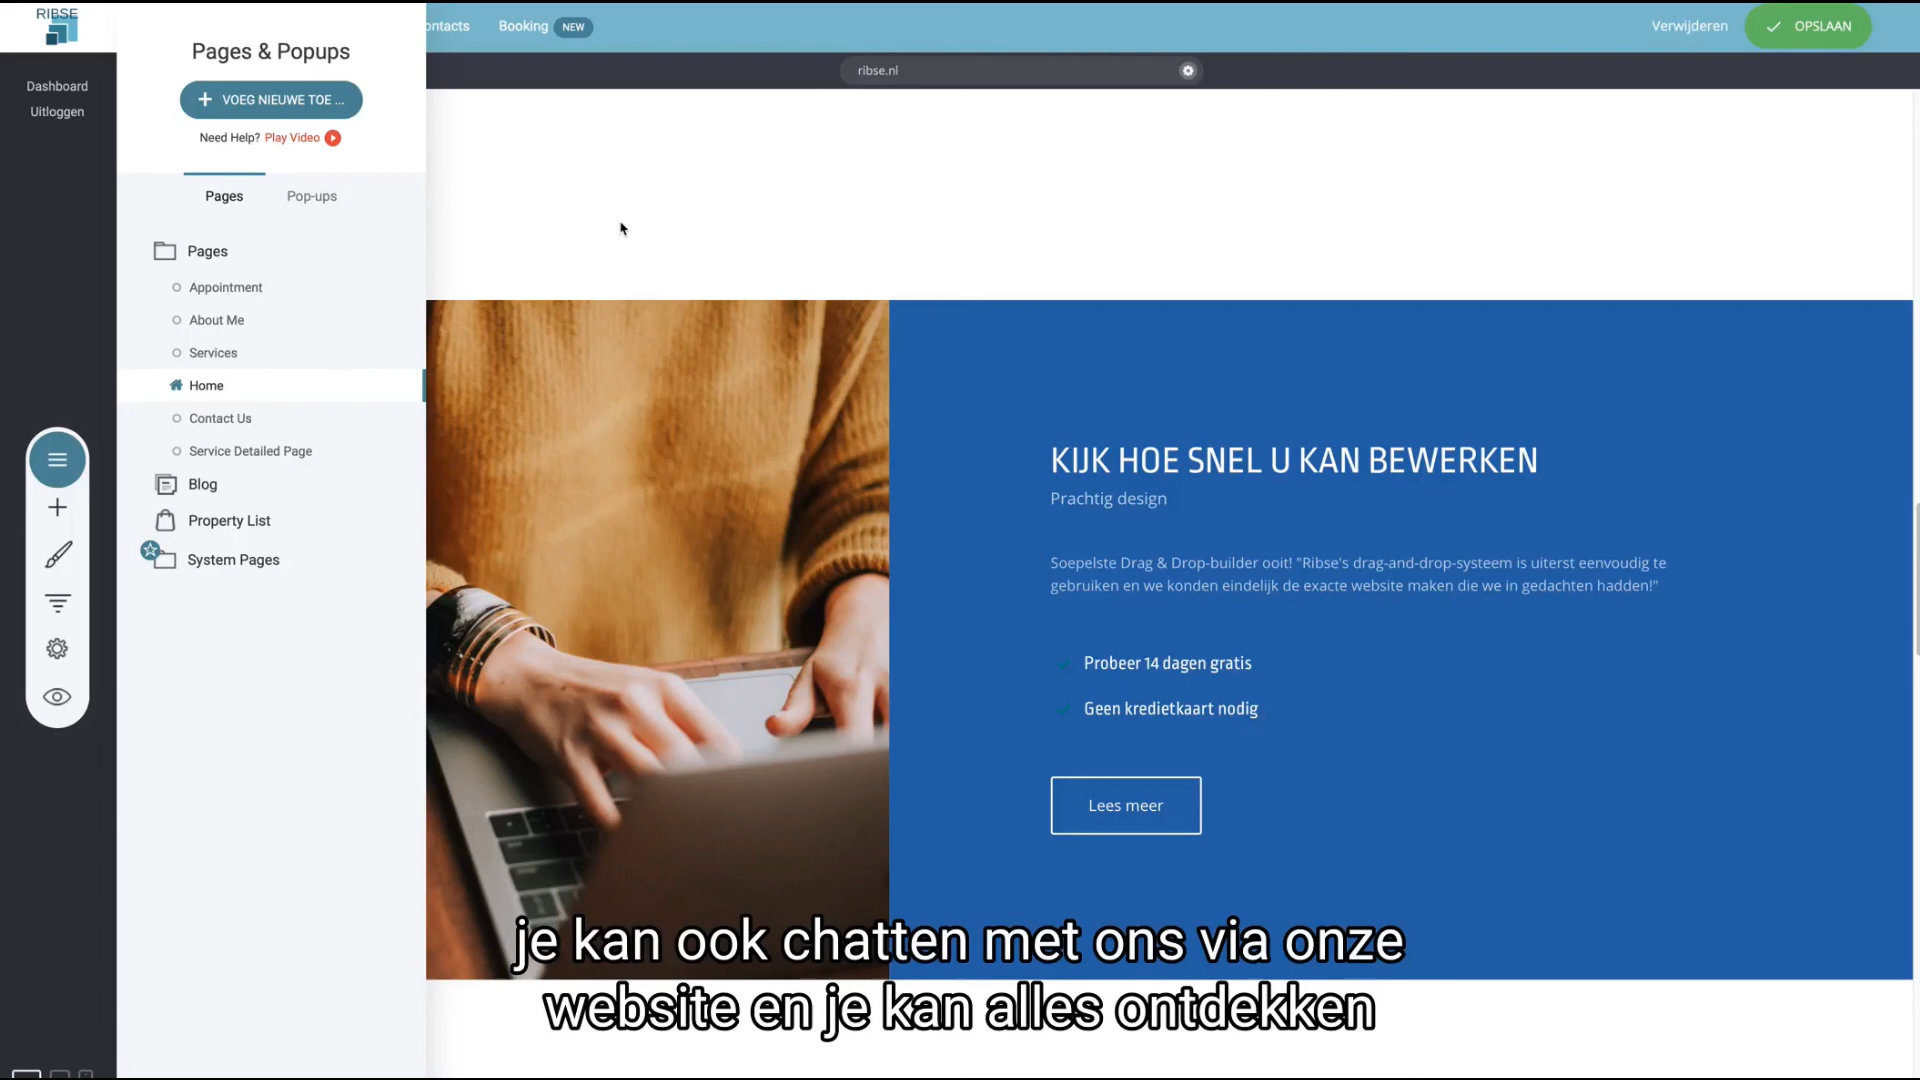 RIBSE
ontacts
Booking NEW
Verwijderen
OPSLAAN
ribse.nl
Dashboard
Uitloggen
Pages & Popups
VOEG NIEUWE TOE ...
Need Help? Play Video
Pages
Pop-ups
Pages
Appointment
About Me
Services
Home
Contact Us
Service Detailed Page
Blog
Property List
System Pages
KIJK HOE SNEL U KAN BEWERKEN
Prachtig design
Soepelste Drag & Drop-builder ooit! "Ribse's drag-and-drop-systeem is uiterst eenvoudig te
gebruiken en we konden eindelijk de exacte website maken die we in gedachten hadden!"
Probeer 14 dagen gratis
Geen kredietkaart nodig
Lees meer
je kan ook chatten met ons via onze
website en je kan alles ontdekken